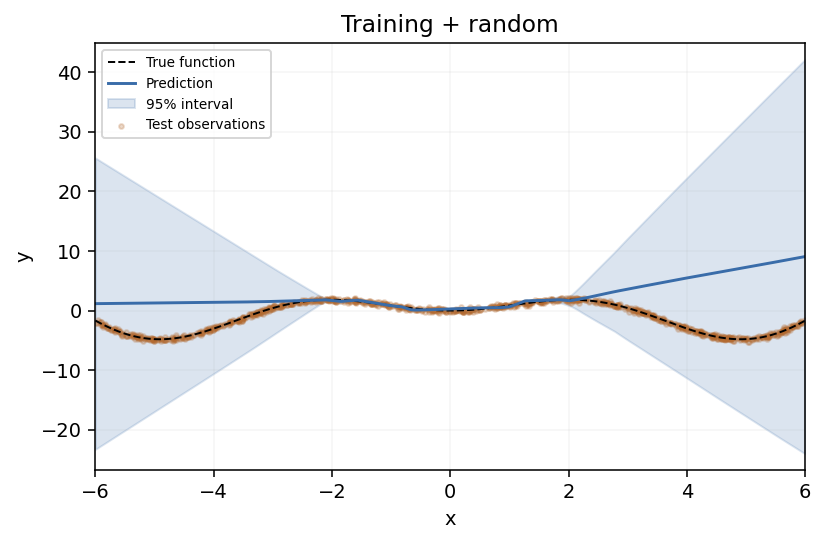 Training + random
True function
Prediction
95% interval
Test observations
40
30
20
10
0
−10
−20
y
−6
−4
−2
0
2
4
6
x